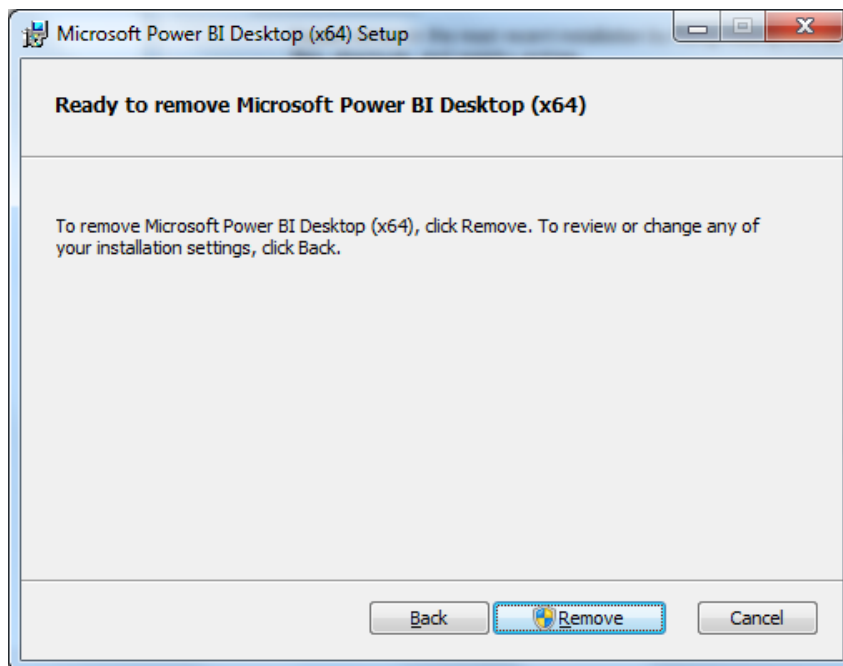 Microsoft Power BI Desktop (x64) Setup
Ready to remove Microsoft Power BI Desktop (x64)
To remove Microsoft Power BI Desktop (x64), click Remove. To review or change any of
your installation settings, click Back.
Back
Remove
Cancel